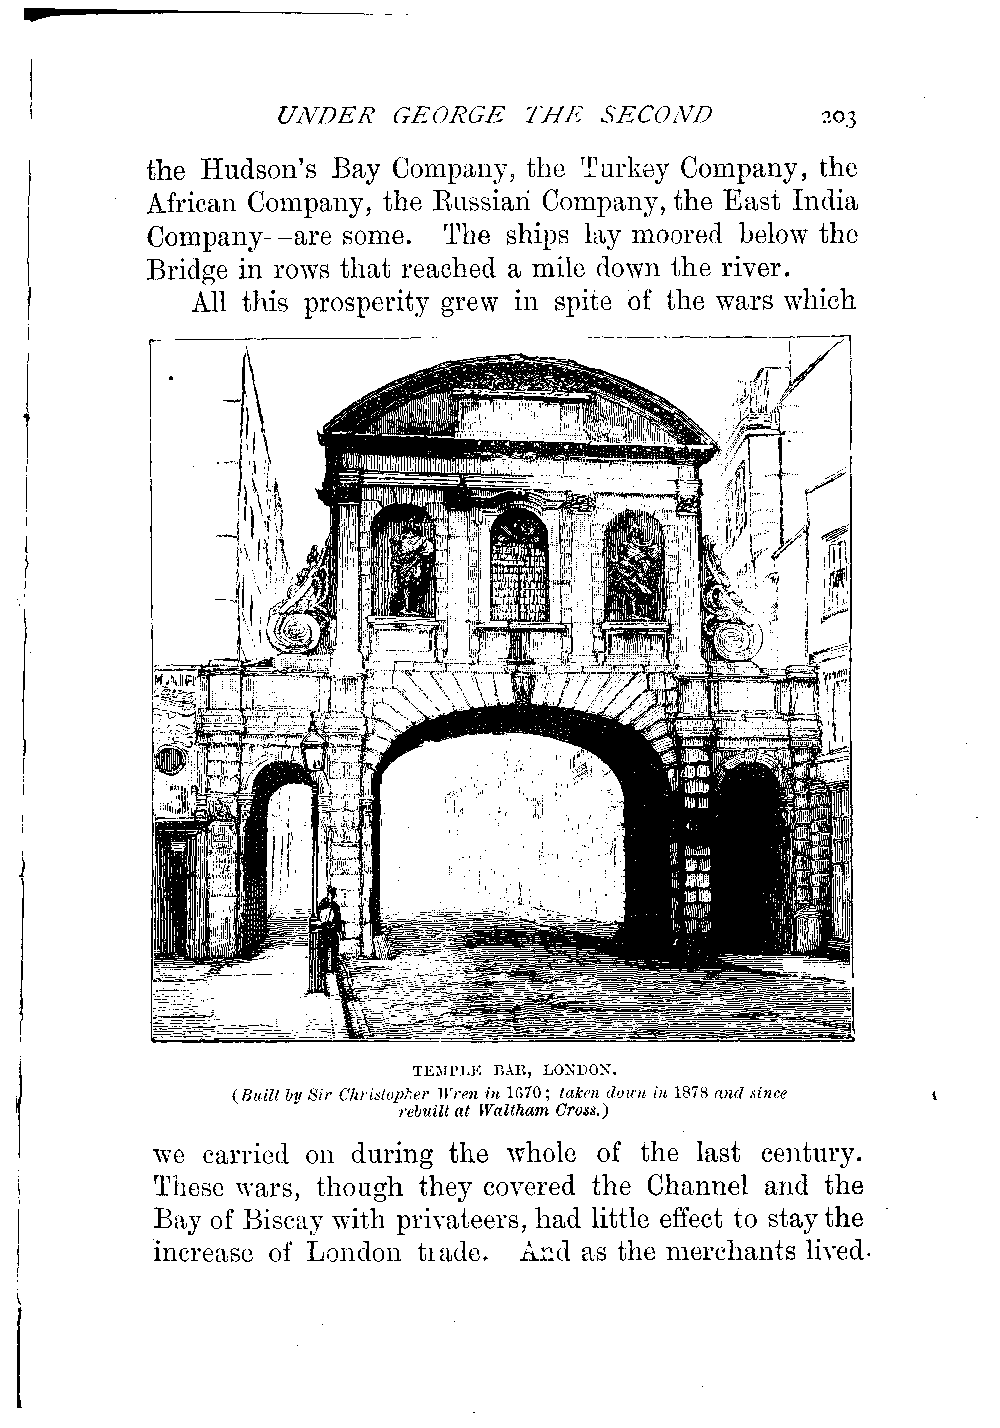 UNDER GEORGE THE SECOND 203
the Hudson's Bay Company, the Turkey Company, the
African Company, the Russian Company, the East India
Company--are some. The ships lay moored below the
Bridge in rows that reached a mile down the river.
All this prosperity grew in spite of the wars which
TEMPLE BAR, LONDON.
(Built by Sir Christopher Wren in 1670; taken down in 1878 and since
rebuilt at Waltham Cross.)
we carried on during the whole of the last century.
These wars, though they covered the Channel and the
Bay of Biscay with privateers, had little effect to stay the
increase of London trade. And as the merchants lived